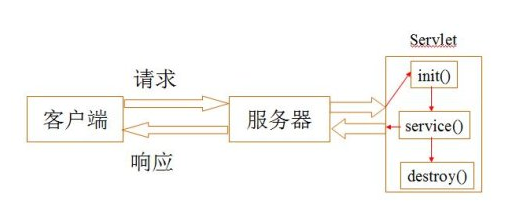 Servlet
请求
init()
客户端
服务器
service()
响应
destroy()